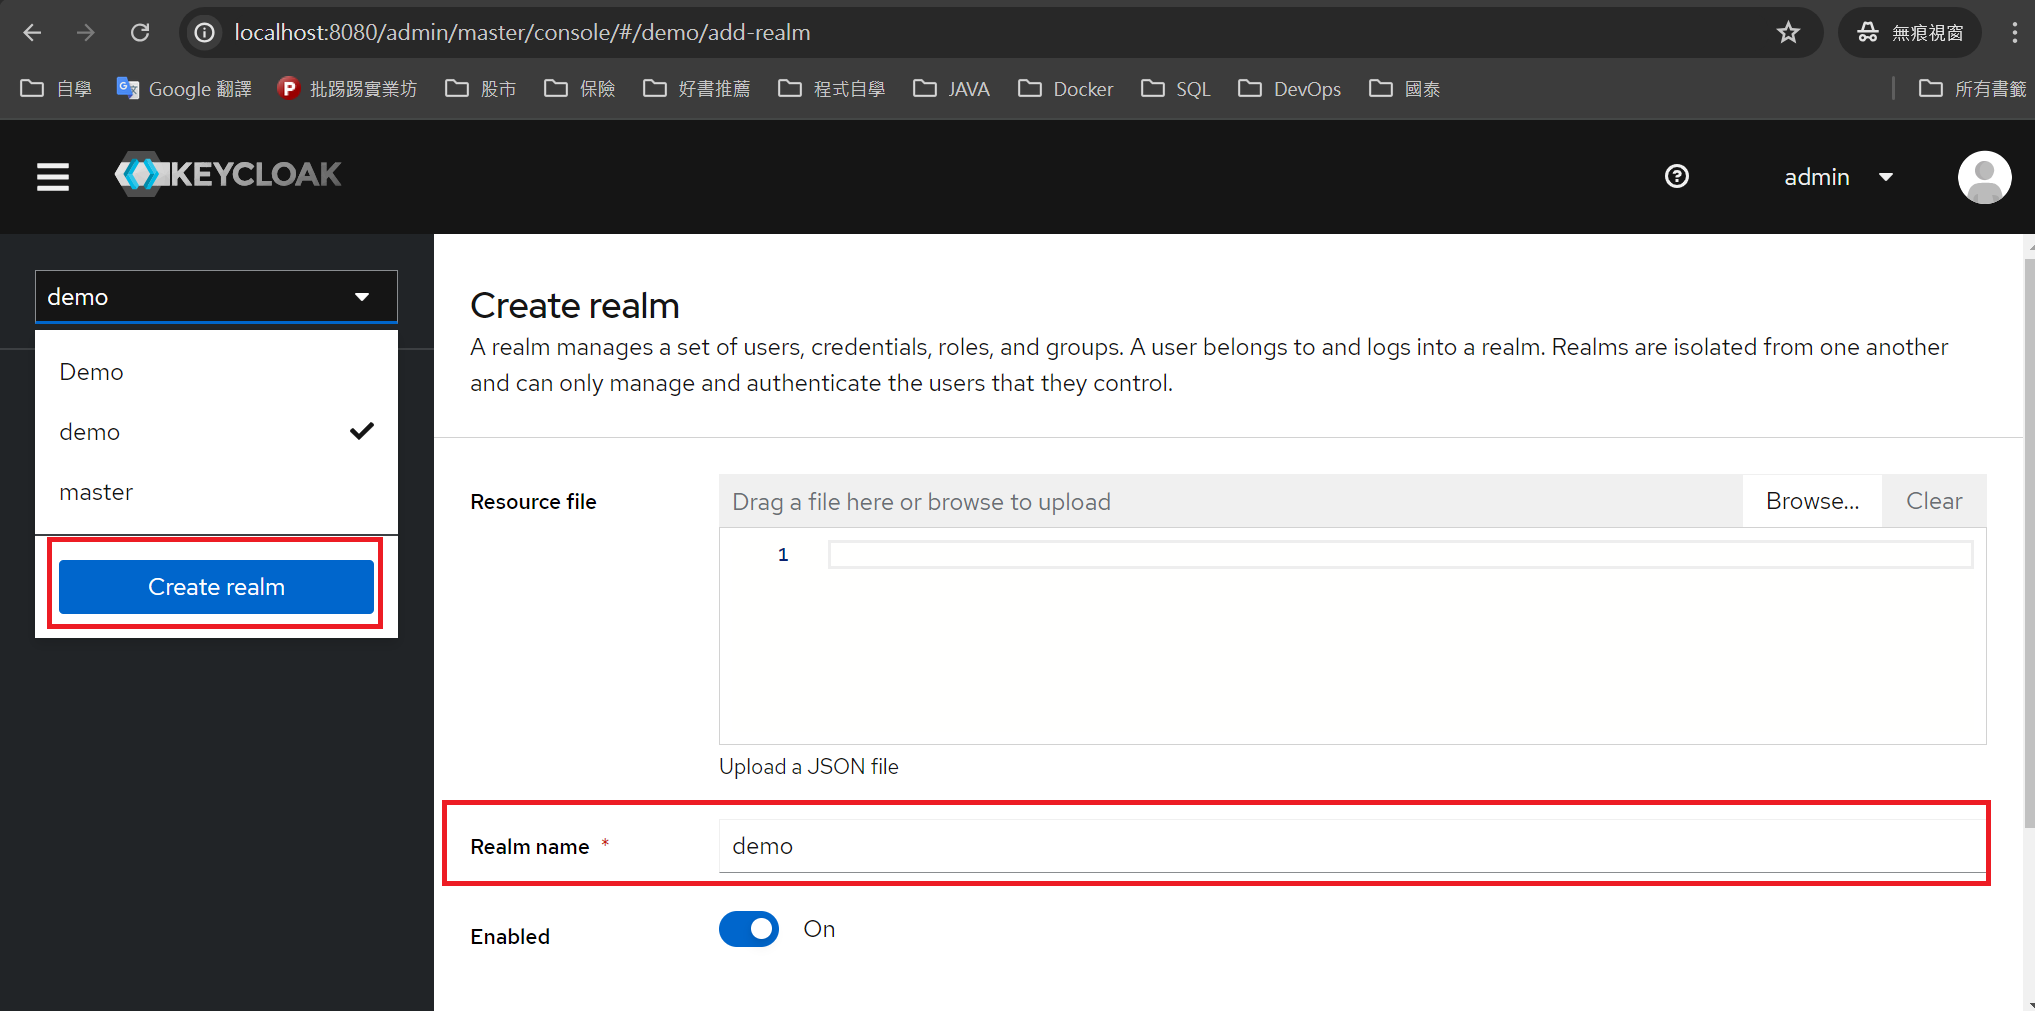 localhost:8080/admin/master/console/#/demo/add-realm
無痕視窗
自學
Google 翻譯
批踢踢實業坊
股市
保險
好書推薦
程式自學
JAVA
Docker
SQL
DevOps
國泰
所有書籤
KEYCLOAK
admin
demo
Demo
demo
master
Create realm
Create realm
A realm manages a set of users, credentials, roles, and groups. A user belongs to and logs into a realm. Realms are isolated from one another
and can only manage and authenticate the users that they control.
Resource file
Drag a file here or browse to upload
Browse...
Clear
1
Upload a JSON file
Realm name *
demo
Enabled
On